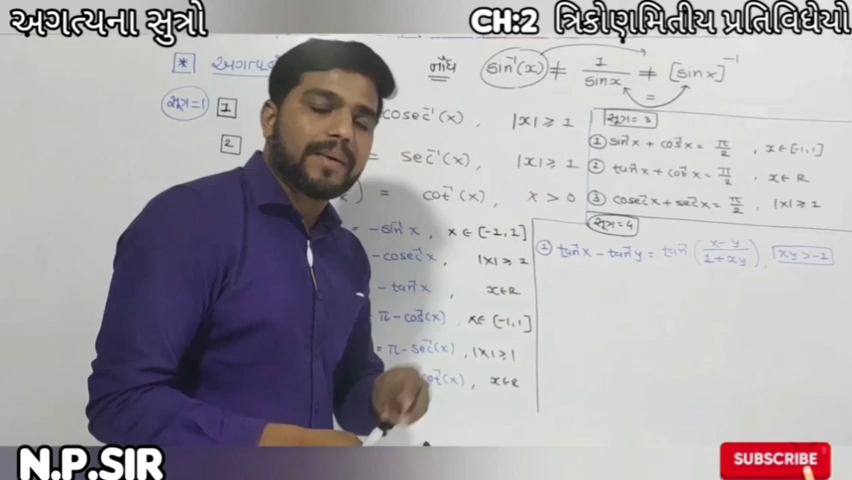 અગત્યના સુત્રો
CH:2 ત્રિકોણમિતીય પ્રતિવિધેયો
* અગત્યના
નોંધ sin⁻¹(x) ≠ 1/sinx ≠ [sinx]⁻¹
=
સૂત્ર=1 1 cosec⁻¹(x), |x| ≥ 1
2 = sec⁻¹(x), |x| ≥ 1
x) = cot⁻¹(x), x > 0
= -sin⁻¹x, x ∈ [-1,1]
-cosec⁻¹x, |x| ≥ 1
-tan⁻¹x x∈R
π - cos⁻¹(x) x∈ [-1,1]
= π - sec⁻¹(x), |x| ≥ 1
cot⁻¹(x), x∈R
સૂત્ર = 3
① sin⁻¹x + cos⁻¹x = π/2, x∈[-1,1]
② tan⁻¹x + cot⁻¹x = π/2, x∈R
③ cosec⁻¹x + sec⁻¹x = π/2, |x| ≥ 1
સૂત્ર = 4
① tan⁻¹x - tan⁻¹y = tan⁻¹(x-y/1+xy), xy > -1
N.P.SIR
SUBSCRIBE